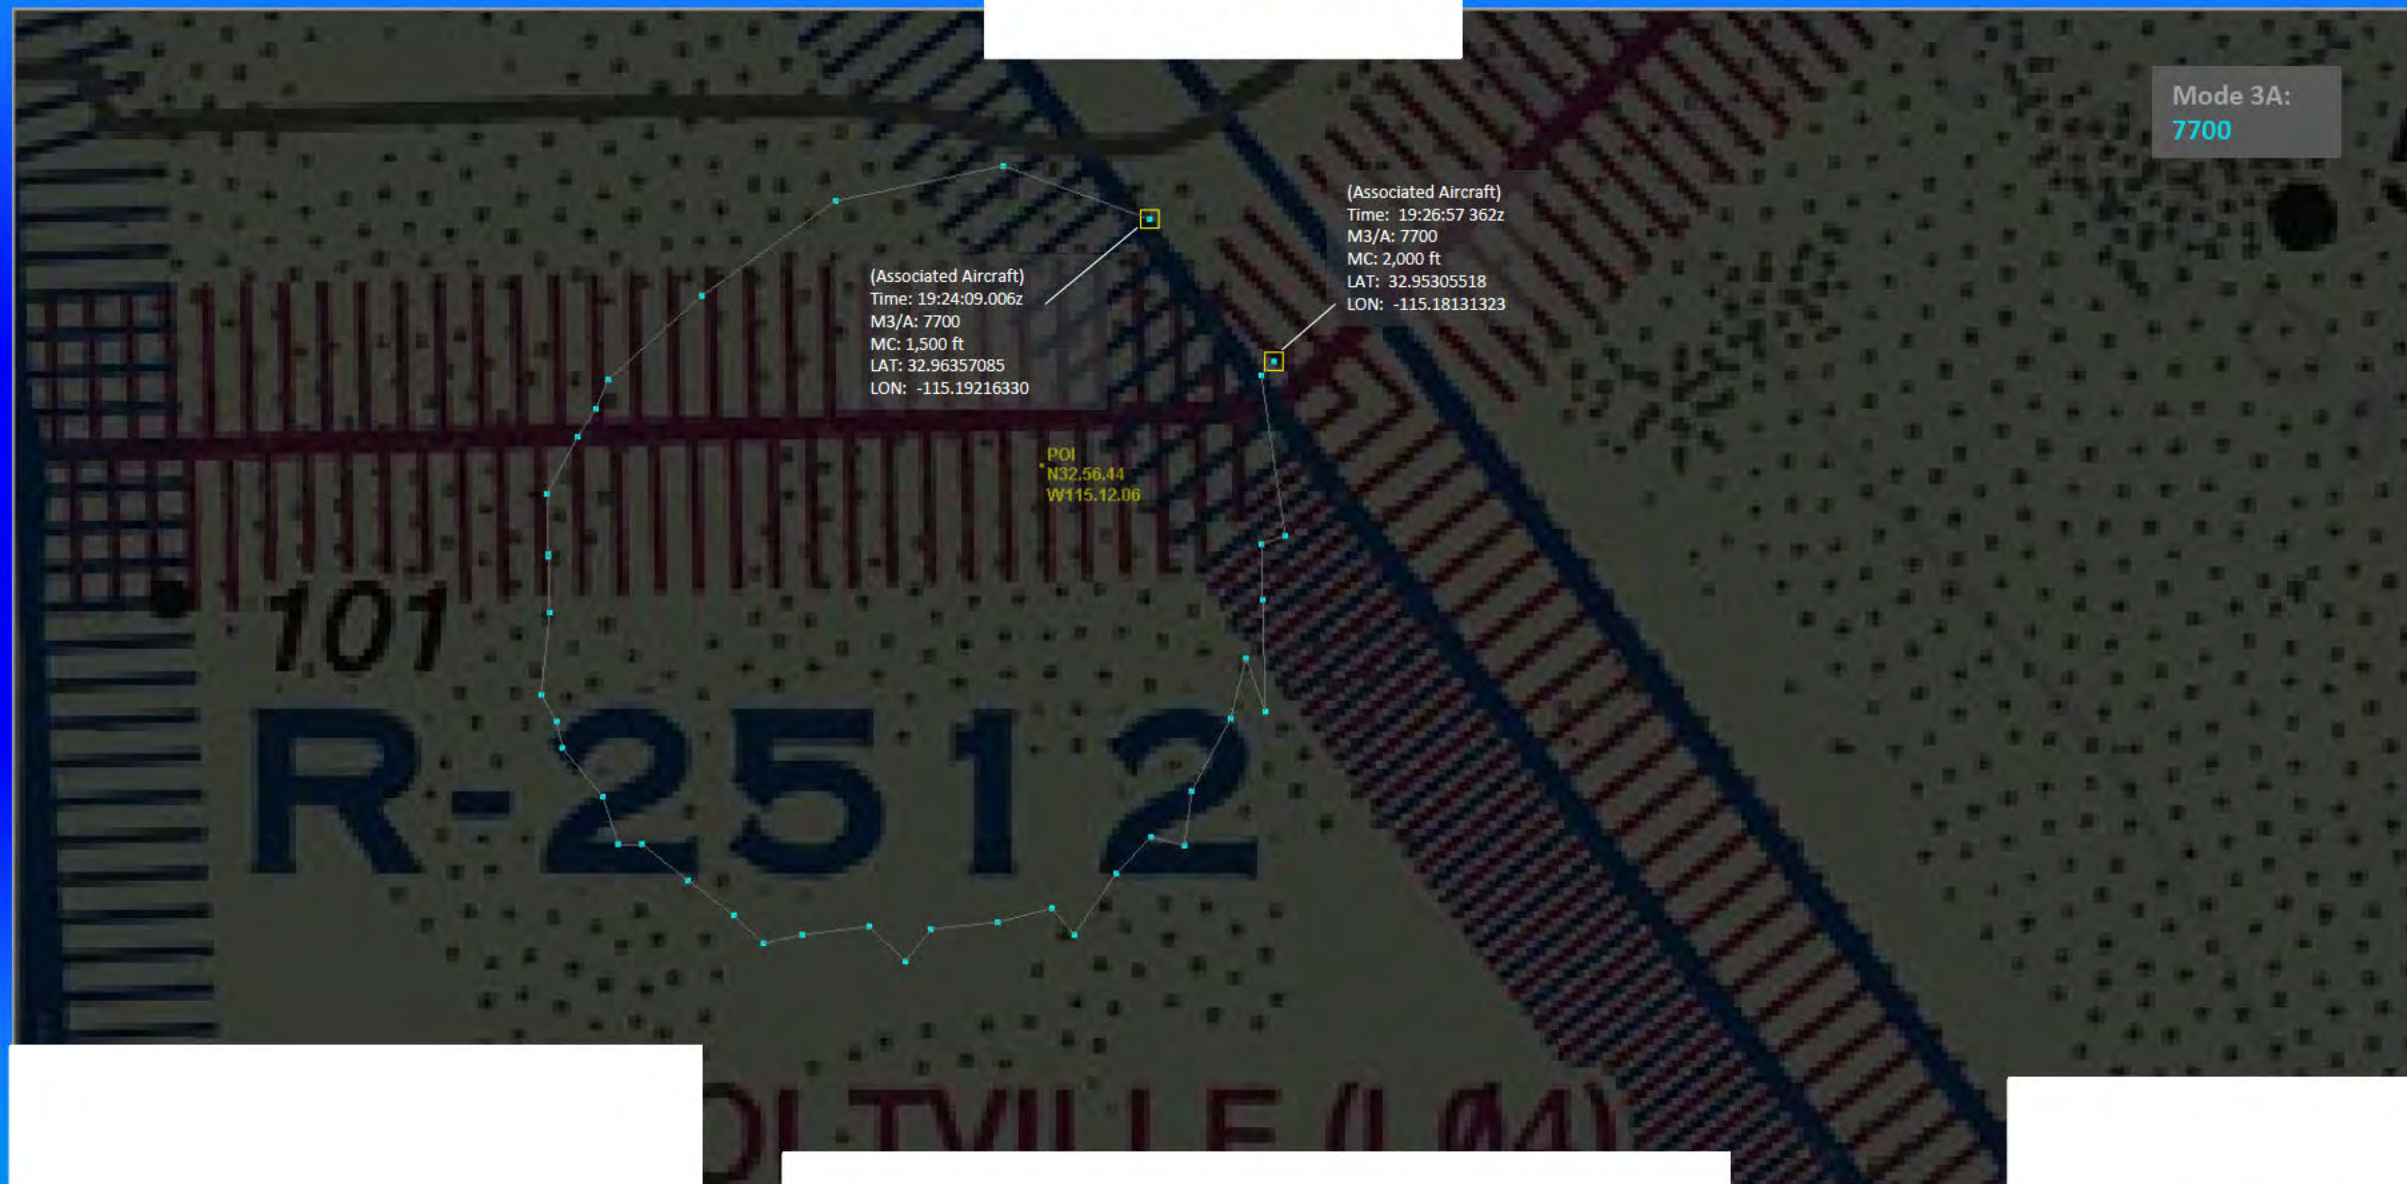 Mode 3A:
7700
(Associated Aircraft)
Time: 19:26:57 362z
M3/A: 7700
MC: 2,000 ft
LAT: 32.95305518
LON: -115.18131323
(Associated Aircraft)
Time: 19:24:09.006z
M3/A: 7700
MC: 1,500 ft
LAT: 32.96357085
LON: -115.19216330
POI
N32.56.44
W115.12.06
101
R-2512
OLTVILLE (L04)